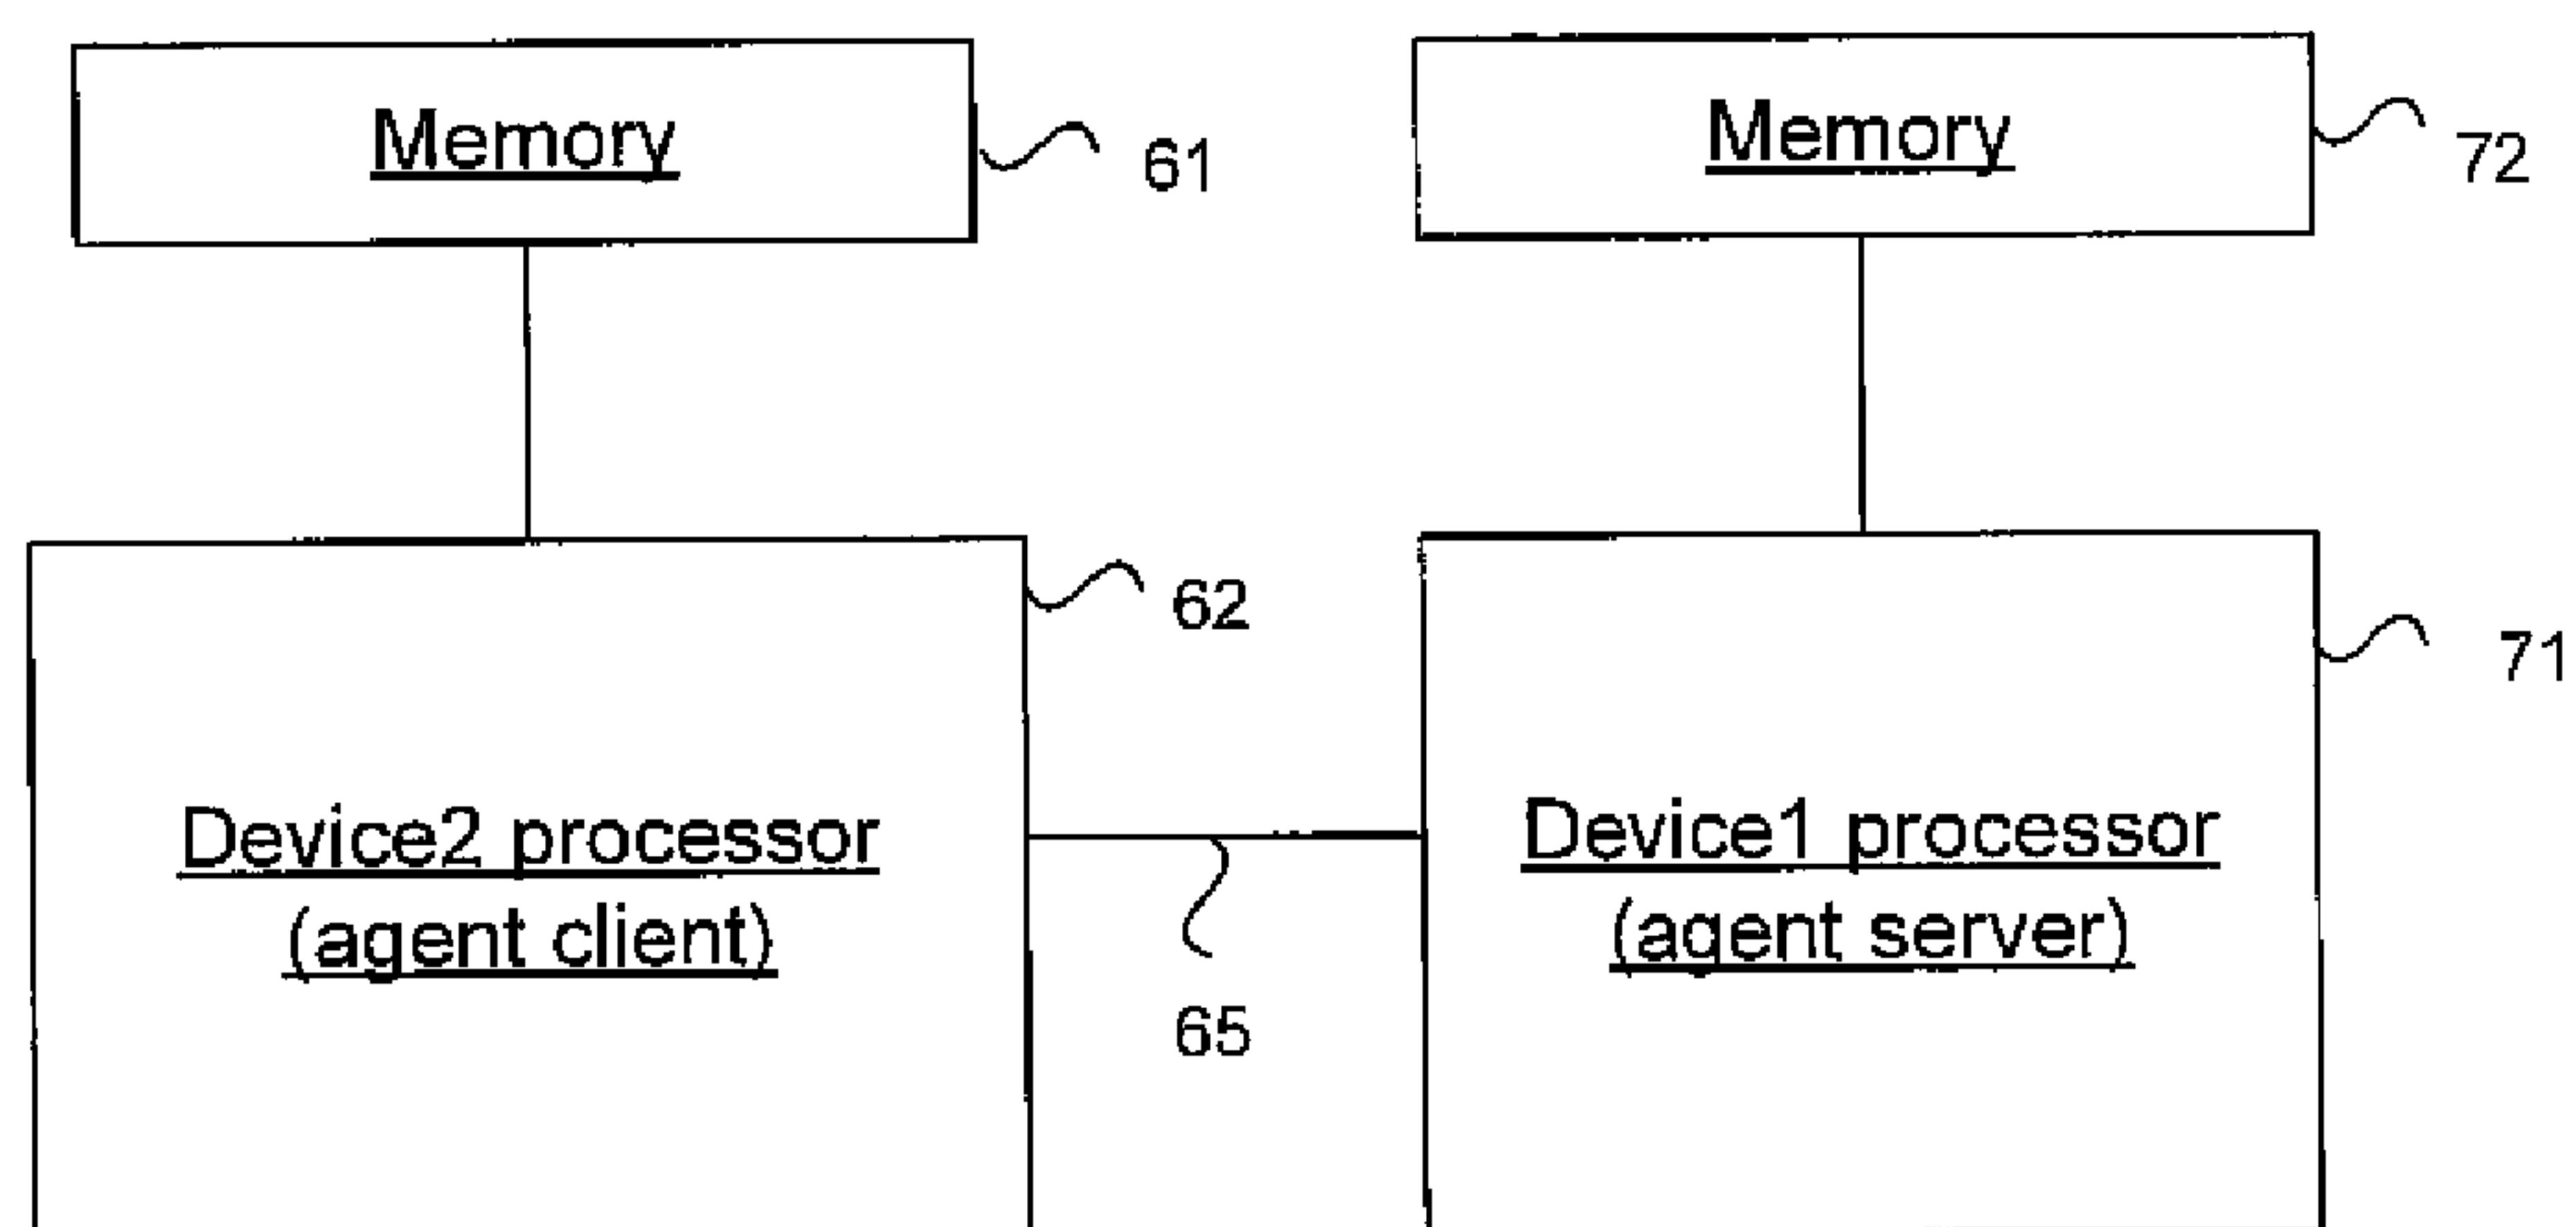 Memory
61
Memory
72
62
71
Device2 processor
(agent client)
Device1 processor
(agent server)
65